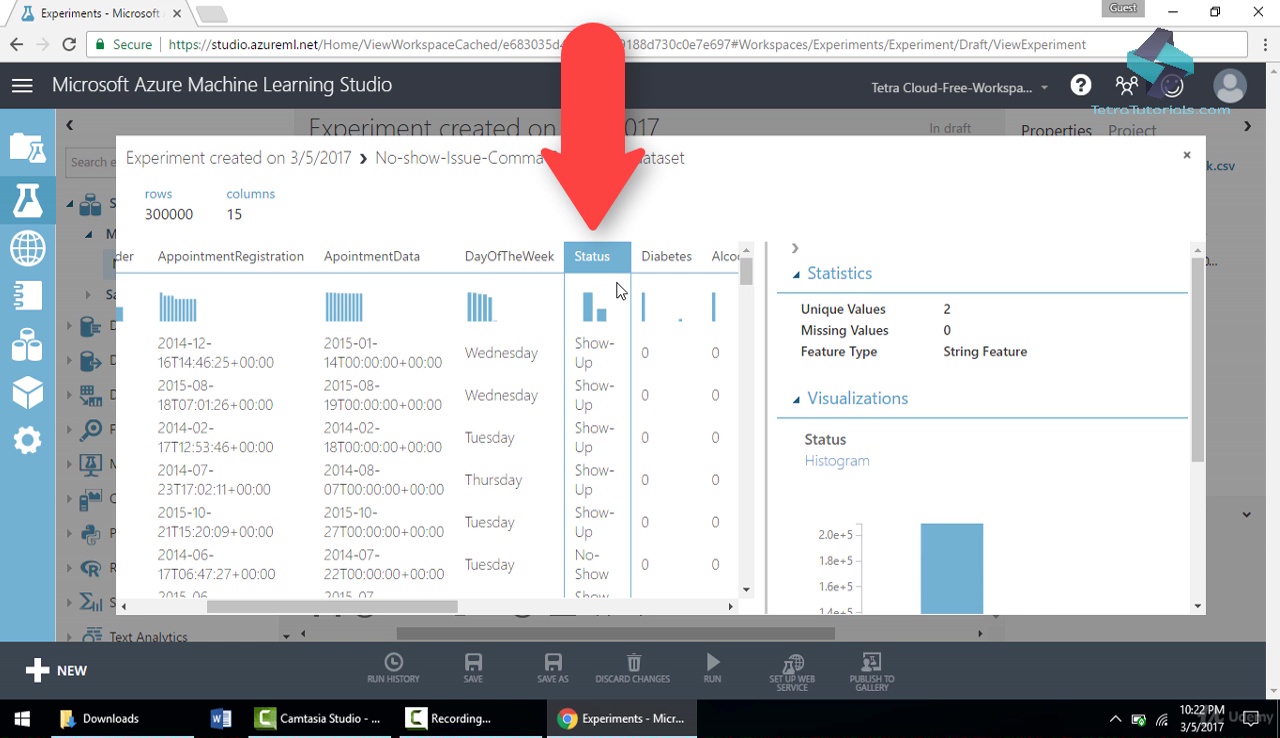 Experiments - Microsoft
Guest
Secure
https://studio.azureml.net/Home/ViewWorkspaceCached/e683035d
9188d730c0e7e697#Workspaces/Experiments/Experiment/Draft/ViewExperiment
Microsoft Azure Machine Learning Studio
Tetra Cloud-Free-Workspa...
TetraTutorials.com
Experiment created on
2017
In draft
Properties Project
Search e
k.csv
Experiment created on 3/5/2017 › No-show-Issue-Comma
ataset
rows columns
300000 15
der AppointmentRegistration ApointmentData DayOfTheWeek Status Diabetes Alco
2014-12-
16T14:46:25+00:00
2015-01-
14T00:00:00+00:00
Wednesday
Show-
Up
0
0
2015-08-
18T07:01:26+00:00
2015-08-
19T00:00:00+00:00
Wednesday
Show-
Up
0
0
2014-02-
17T12:53:46+00:00
2014-02-
18T00:00:00+00:00
Tuesday
Show-
Up
0
0
2014-07-
23T17:02:11+00:00
2014-08-
07T00:00:00+00:00
Thursday
Show-
Up
0
0
2015-10-
21T15:20:09+00:00
2015-10-
27T00:00:00+00:00
Tuesday
Show-
Up
0
0
2014-06-
17T06:47:27+00:00
2014-07-
22T00:00:00+00:00
Tuesday
No-
Show
0
0
Statistics
Unique Values 2
Missing Values 0
Feature Type String Feature
Visualizations
Status
Histogram
2.0e+5
1.8e+5
1.6e+5
1.4e+5
Text Analytics
NEW
RUN HISTORY
SAVE
SAVE AS
DISCARD CHANGES
RUN
SET UP WEB
SERVICE
PUBLISH TO
GALLERY
Downloads
Camtasia Studio - ...
Recording...
Experiments - Micr...
10:22 PM
3/5/2017
Udemy